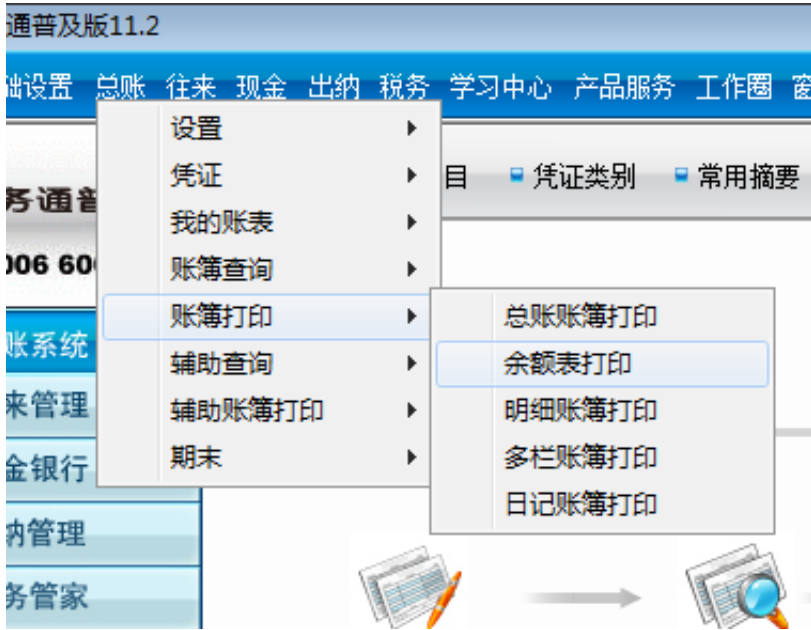 通普及版11.2
础设置 总账 往来 现金 出纳 税务 学习中心 产品服务 工作圈 窗
目 凭证类别 常用摘要
务通普
006 60
设置
凭证
我的账表
账簿查询
账簿打印
辅助查询
辅助账簿打印
期末
总账账簿打印
余额表打印
明细账簿打印
多栏账簿打印
日记账簿打印
账系统
来管理
金银行
纳管理
务管家